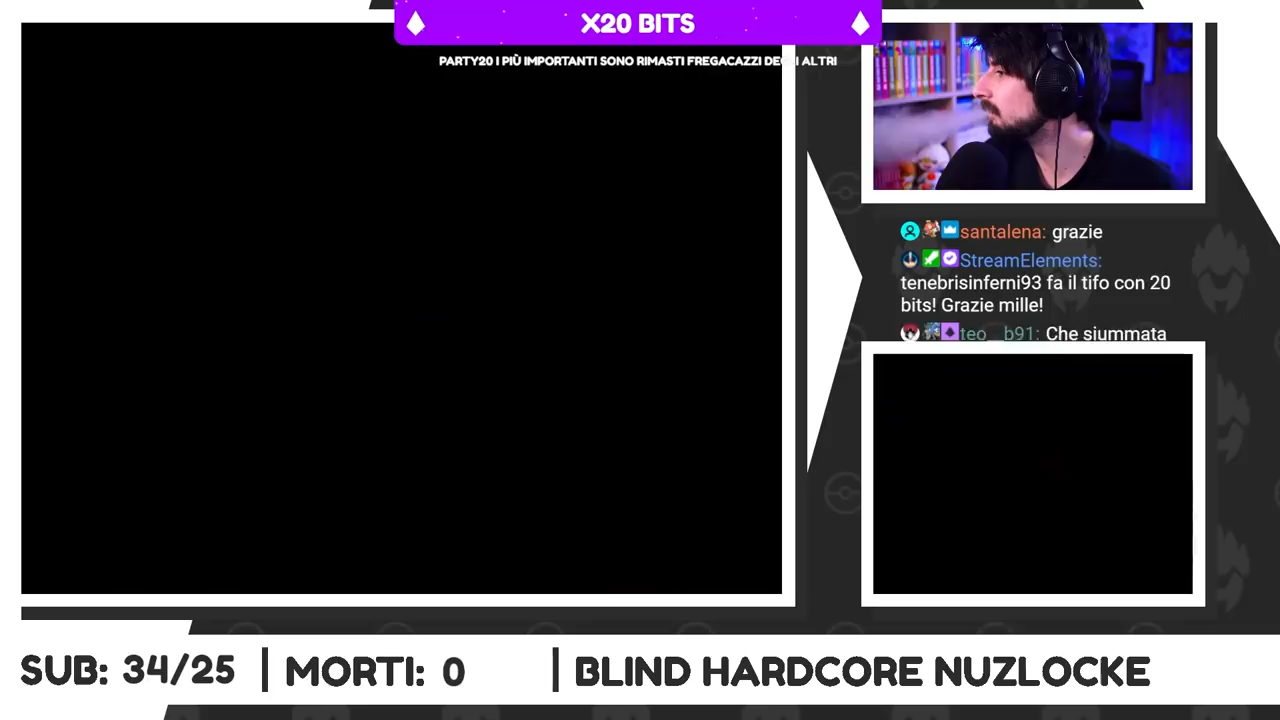 X20 BITS
PARTY20 I PIÙ IMPORTANTI SONO RIMASTI FREGACAZZI DEGLI ALTRI
santalena: grazie
StreamElements:
tenebrisinferni93 fa il tifo con 20
bits! Grazie mille!
teo__b91: Che siummata
SUB: 34/25 | MORTI: 0 | BLIND HARDCORE NUZLOCKE